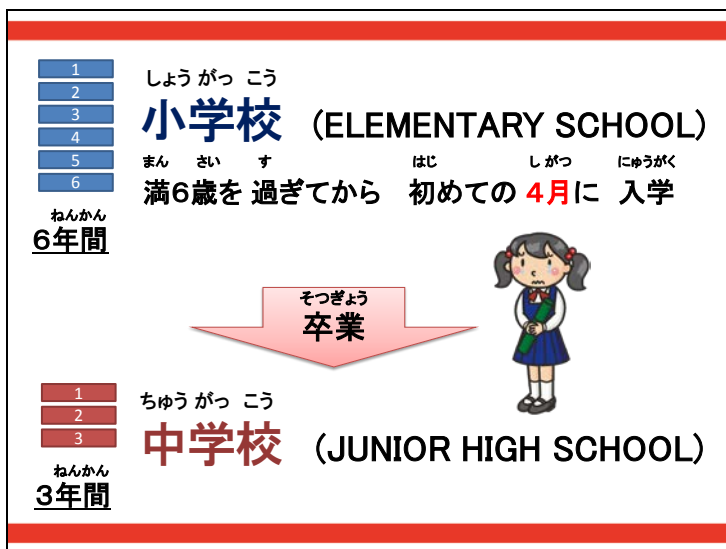 1
2
3
4
5
6
ねんかん
6年間
しょう がっ こう
小学校 (ELEMENTARY SCHOOL)
まん さい す はじ し がつ にゅうがく
満6歳を 過ぎてから 初めての 4月に 入学
そつぎょう
卒業
1
2
3
ねんかん
3年間
ちゅう がっ こう
中学校 (JUNIOR HIGH SCHOOL)